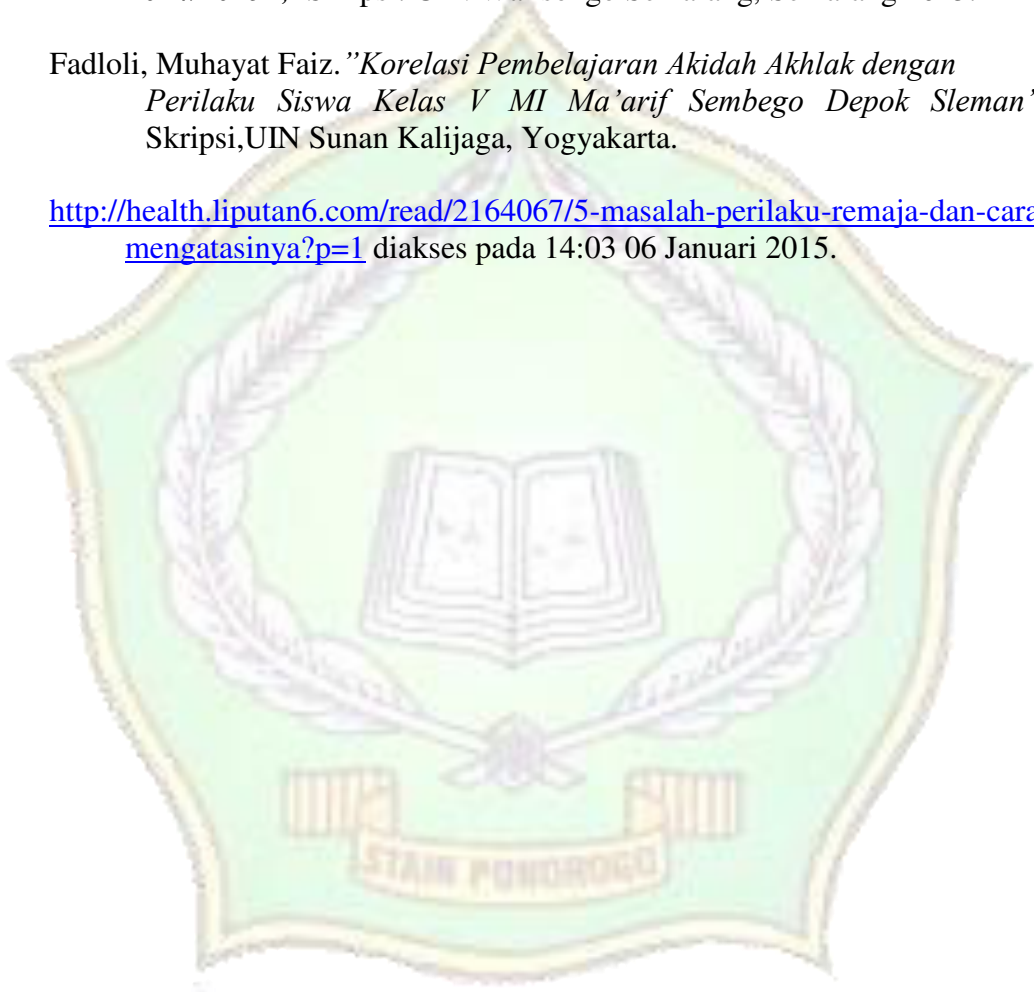 Fadloli, Muhayat Faiz.”Korelasi Pembelajaran Akidah Akhlak dengan
Perilaku Siswa Kelas V MI Ma’arif Sembego Depok Sleman”
Skripsi,UIN Sunan Kalijaga, Yogyakarta.
http://health.liputan6.com/read/2164067/5-masalah-perilaku-remaja-dan-cara
mengatasinya?p=1 diakses pada 14:03 06 Januari 2015.
STAIN PONOROGO